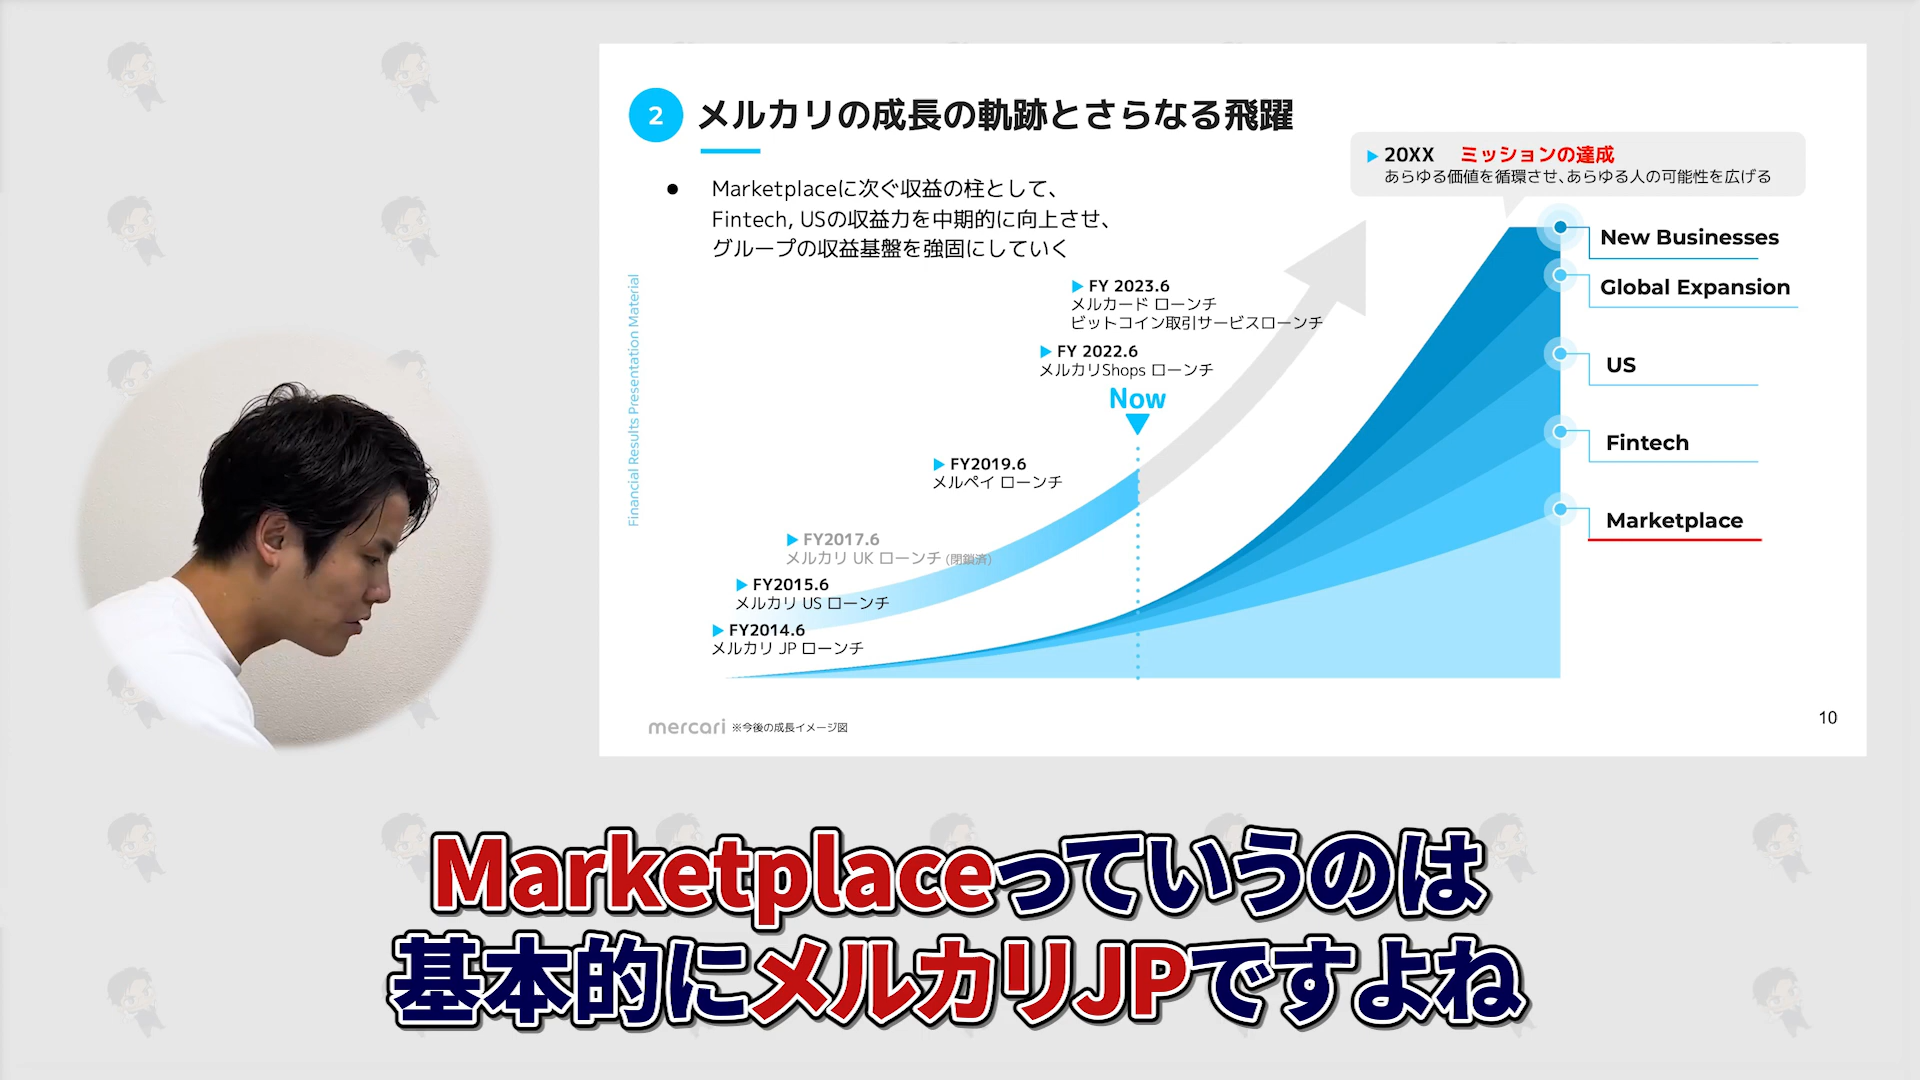 2 メルカリの成長の軌跡とさらなる飛躍
20XX ミッションの達成
あらゆる価値を循環させ、あらゆる人の可能性を広げる
● Marketplaceに次ぐ収益の柱として、
Fintech, USの収益力を中期的に向上させ、
グループの収益基盤を強固にしていく
Financial Results Presentation Material
FY 2023.6
メルカード ローンチ
ビットコイン取引サービスローンチ
FY 2022.6
メルカリShops ローンチ
Now
FY2019.6
メルペイ ローンチ
FY2017.6
メルカリ UK ローンチ (閉鎖済)
FY2015.6
メルカリ US ローンチ
FY2014.6
メルカリ JP ローンチ
New Businesses
Global Expansion
US
Fintech
Marketplace
mercari ※今後の成長イメージ図
10
Marketplaceっていうのは
基本的にメルカリJPですよね